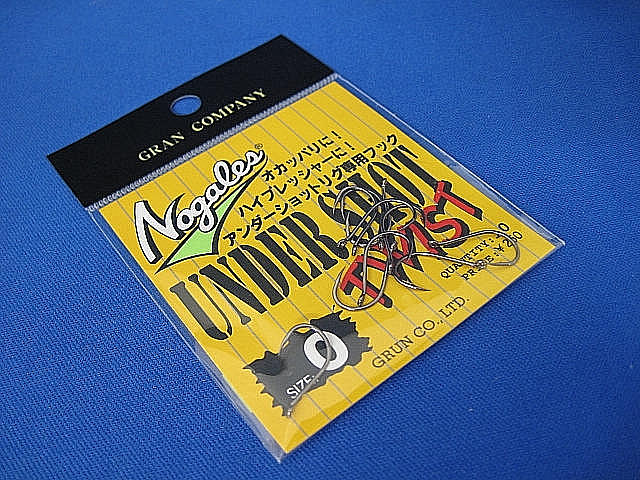 GRAN COMPANY
Nogales®
オカッパリに!
ハイプレッシャーに!
アンダーショットリグ専用フック
UNDER SHOT
TWIST
QUANTITY: 10
PRICE: ¥200
SIZE. 0
GRUN CO., LTD.